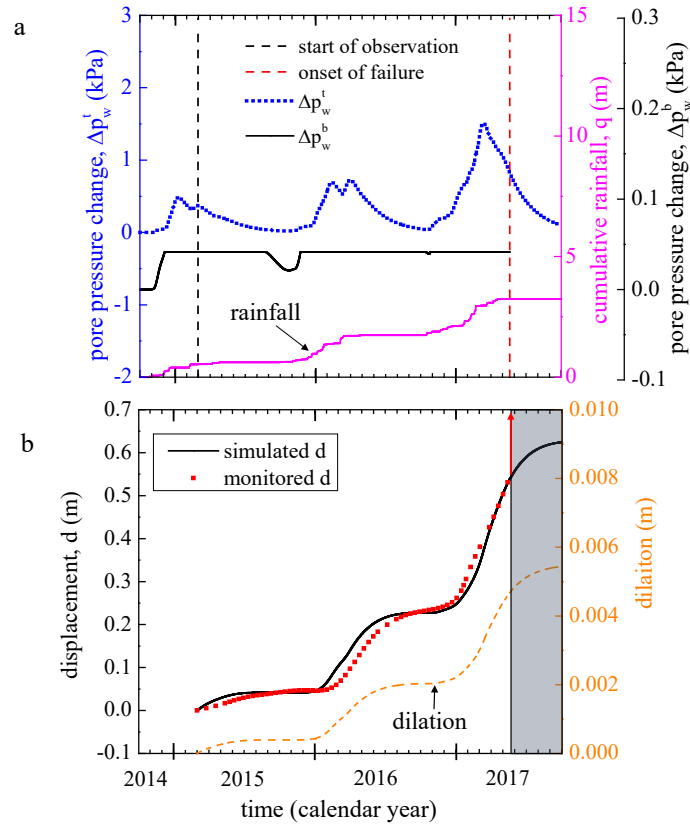 a
3
2
1
0
-1
-2
pore pressure change, Δp_w^t (kPa)
start of observation
onset of failure
Δp_w^t
Δp_w^b
rainfall
15
10
5
0
cumulative rainfall, q (m)
0.3
0.2
0.1
0.0
-0.1
pore pressure change, Δp_w^b (kPa)
b
0.7
0.6
0.5
0.4
0.3
0.2
0.1
0.0
-0.1
displacement, d (m)
simulated d
monitored d
dilation
0.010
0.008
0.006
0.004
0.002
0.000
dilaiton (m)
2014 2015 2016 2017
time (calendar year)